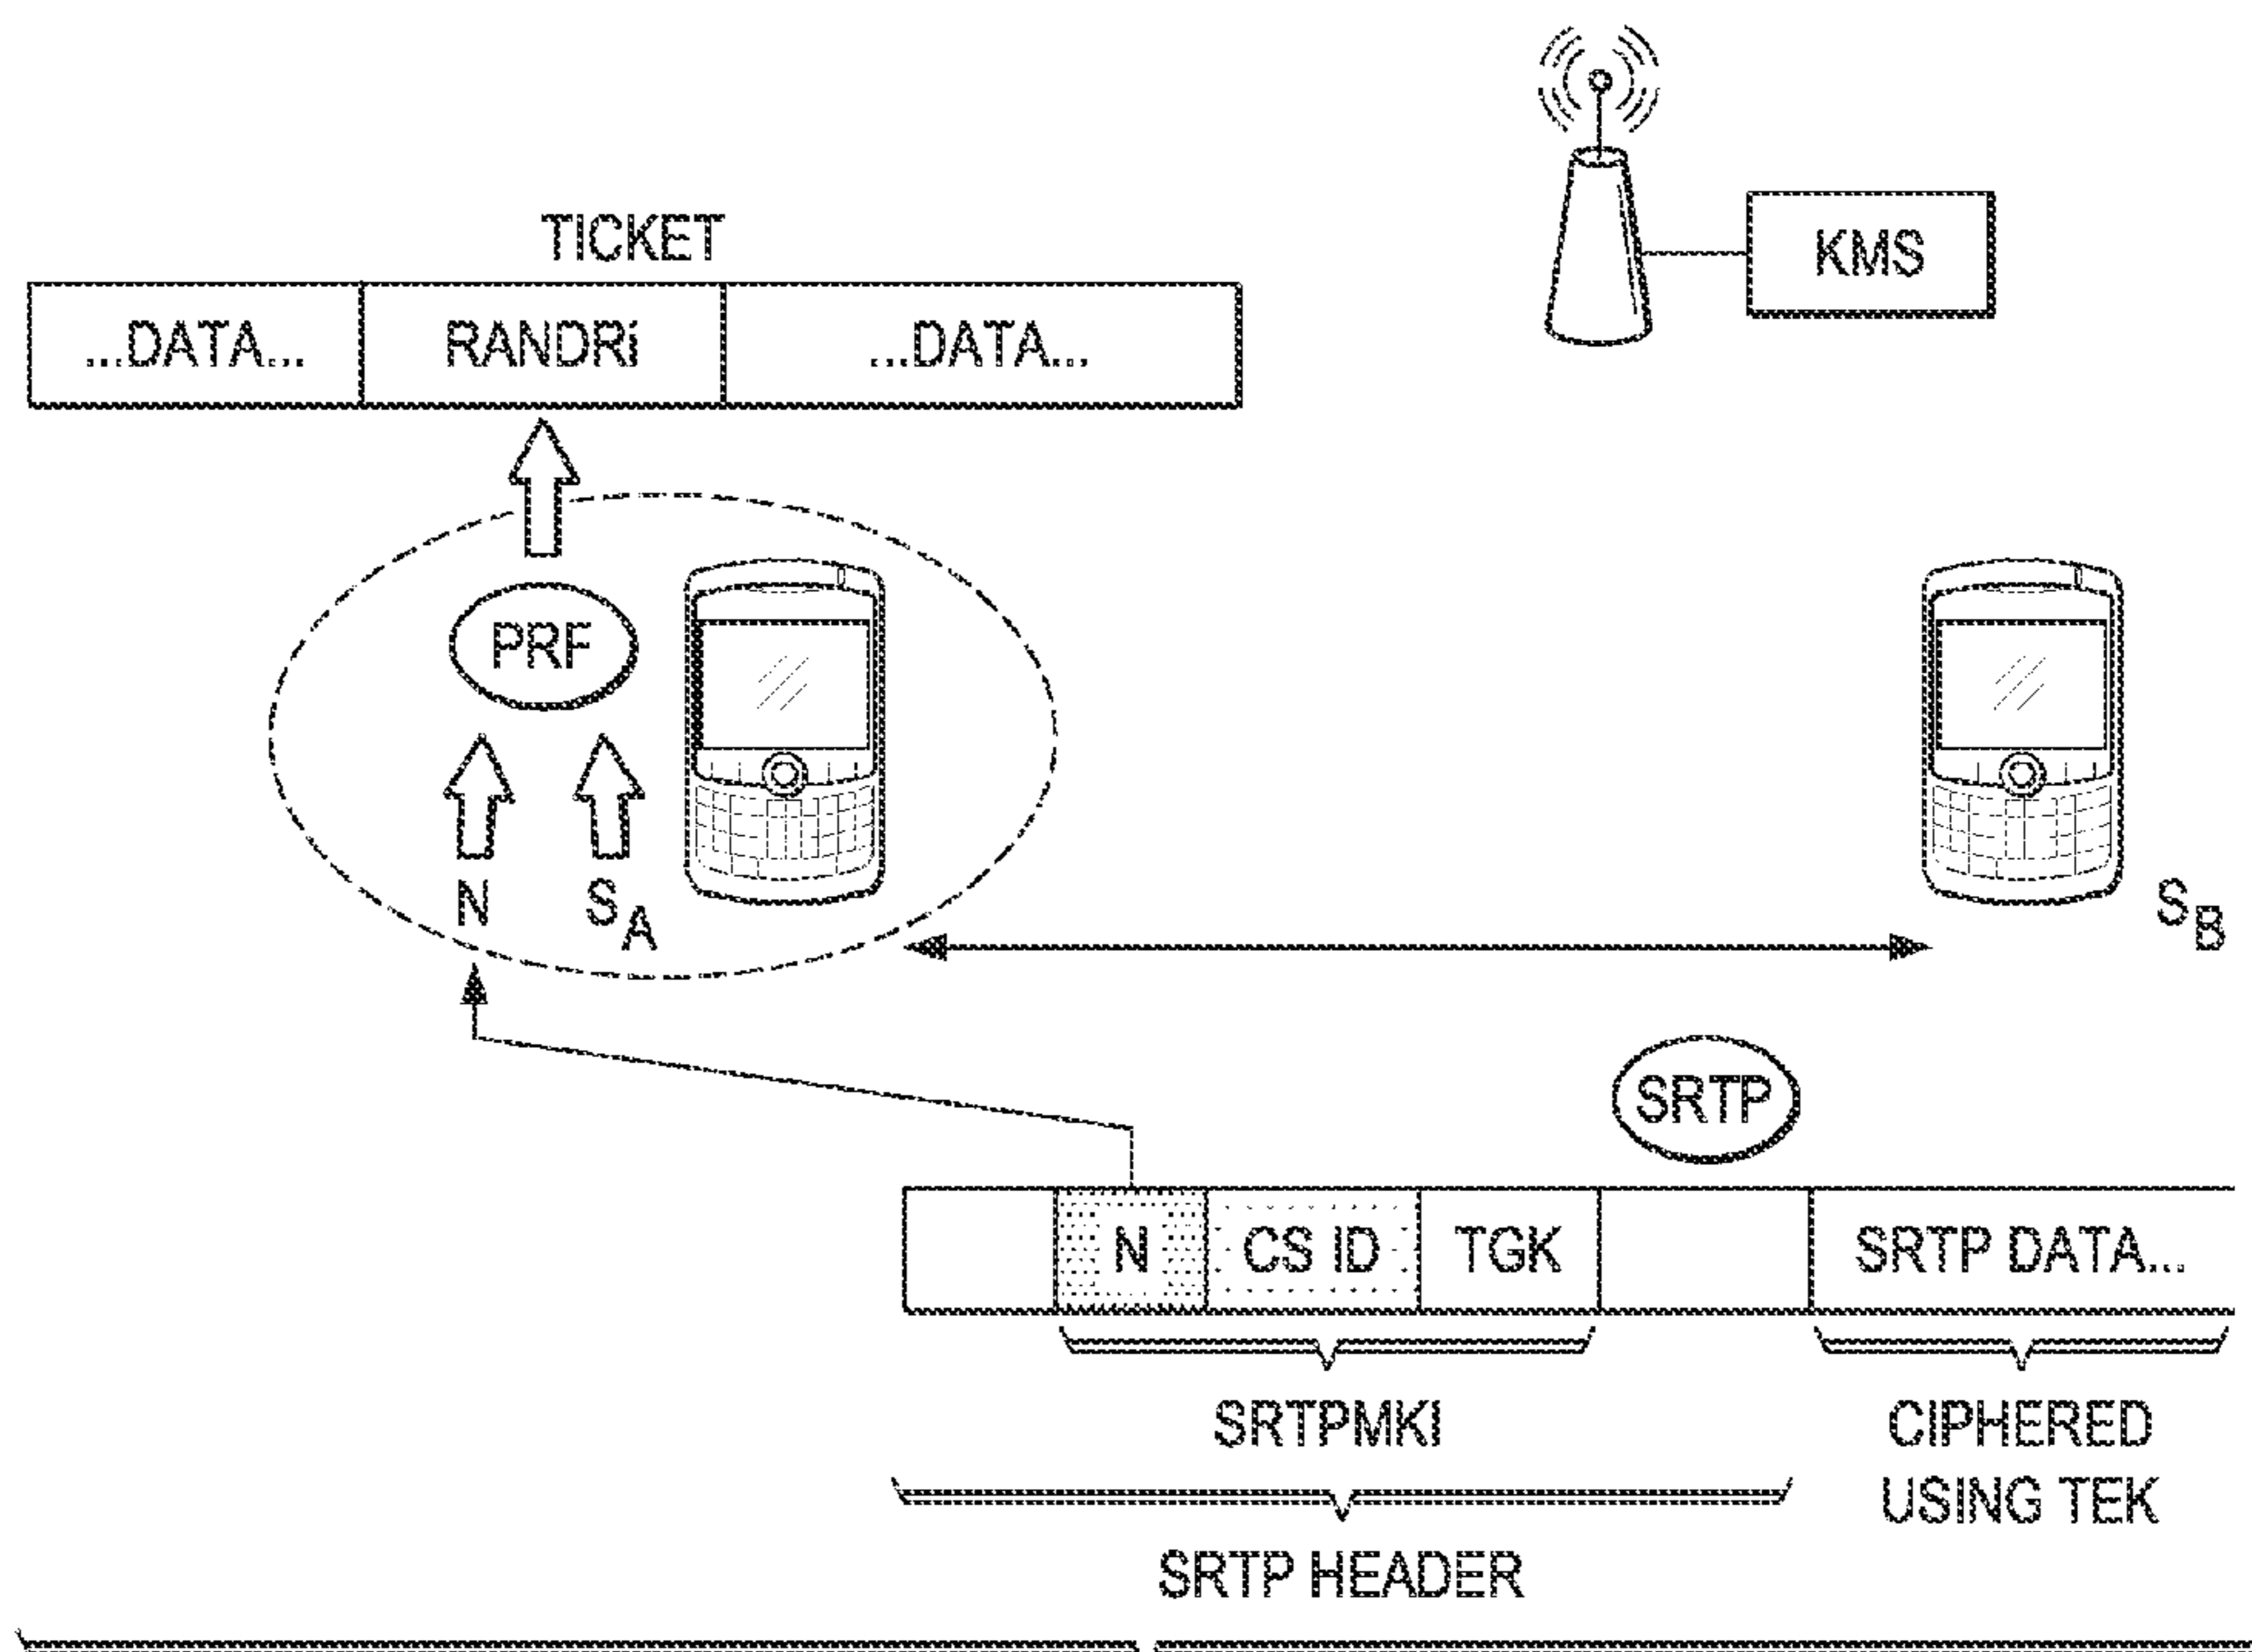 TICKET
KMS
...DATA...
RANDRi
...DATA...
PRF
N
SA
SB
SRTP
N
CS ID
TGK
SRTP DATA...
SRTPMKI
CIPHERED
USING TEK
SRTP HEADER